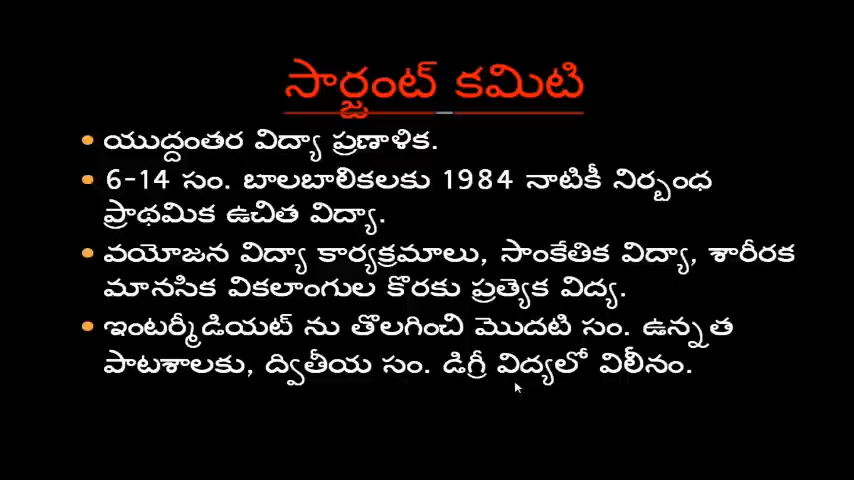 సార్జంట్ కమిటి
• యుద్దంతర విద్యా ప్రణాళిక.
• 6-14 సం. బాలబాలికలకు 1984 నాటికీ నిర్బంధ
ప్రాథమిక ఉచిత విద్యా.
• వయోజన విద్యా కార్యక్రమాలు, సాంకేతిక విద్యా, శారీరక
మానసిక వికలాంగుల కొరకు ప్రత్యెక విద్య.
• ఇంటర్మీడియట్ ను తొలగించి మొదటి సం. ఉన్నత
పాటశాలకు, ద్వితీయ సం. డిగ్రీ విద్యలో విలీనం.